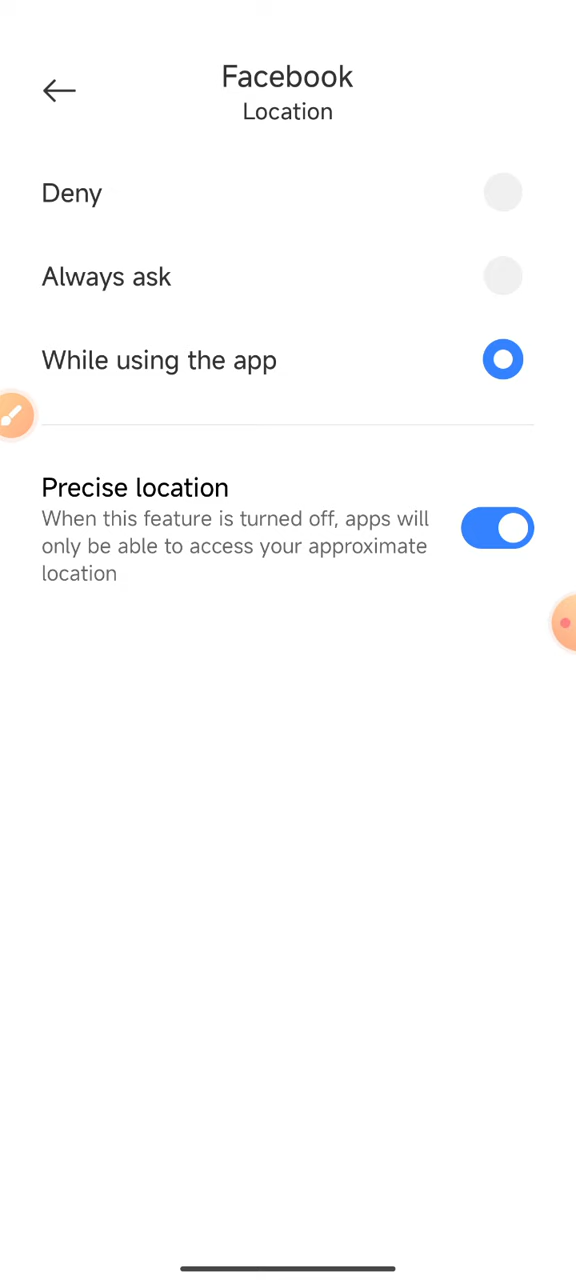 Facebook
Location
Deny
Always ask
While using the app
Precise location
When this feature is turned off, apps will
only be able to access your approximate
location